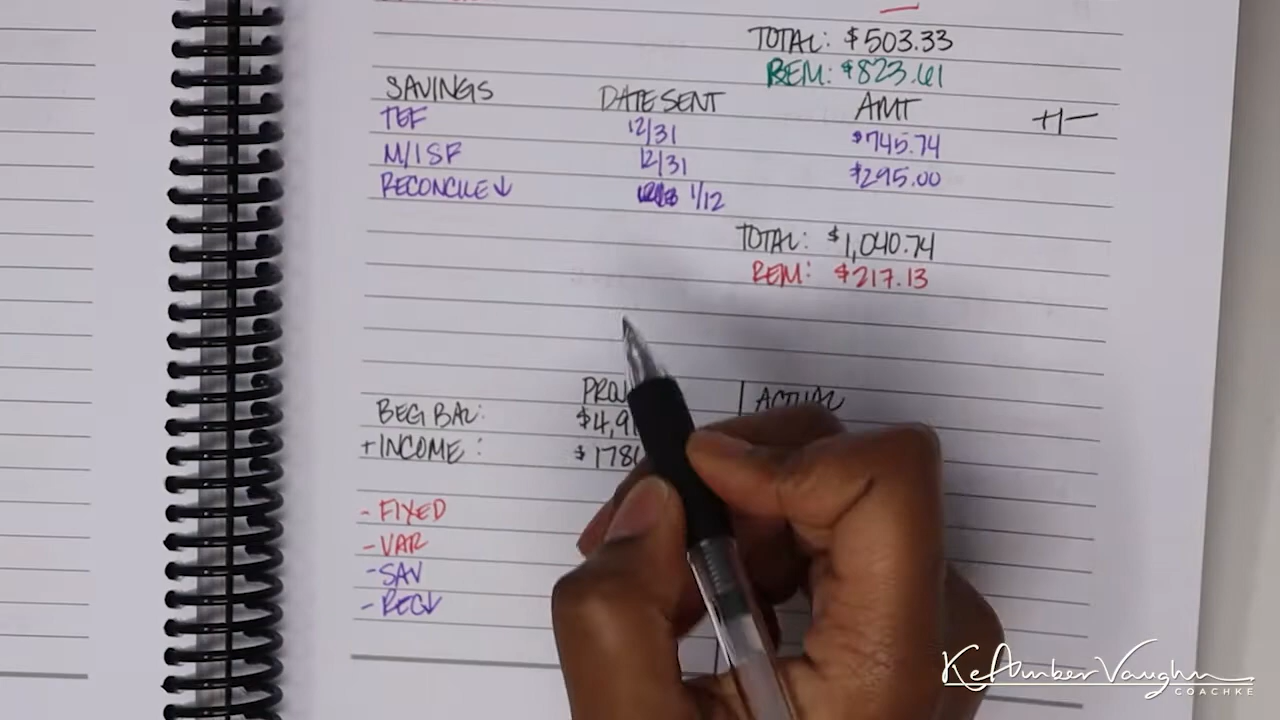 TOTAL: $503.33
REM: $823.61
SAVINGS DATE SENT AMT +/-
TEF 12/31 $745.74
M/ISF 12/31 $295.00
RECONCILE↓ 1/12
TOTAL: $1,040.74
REM: $217.13
ACTUAL
BEG BAL:
+INCOME:
-FIXED
-VAR
-SAV
-REC↓
KeAmber Vaughn
COACHKE